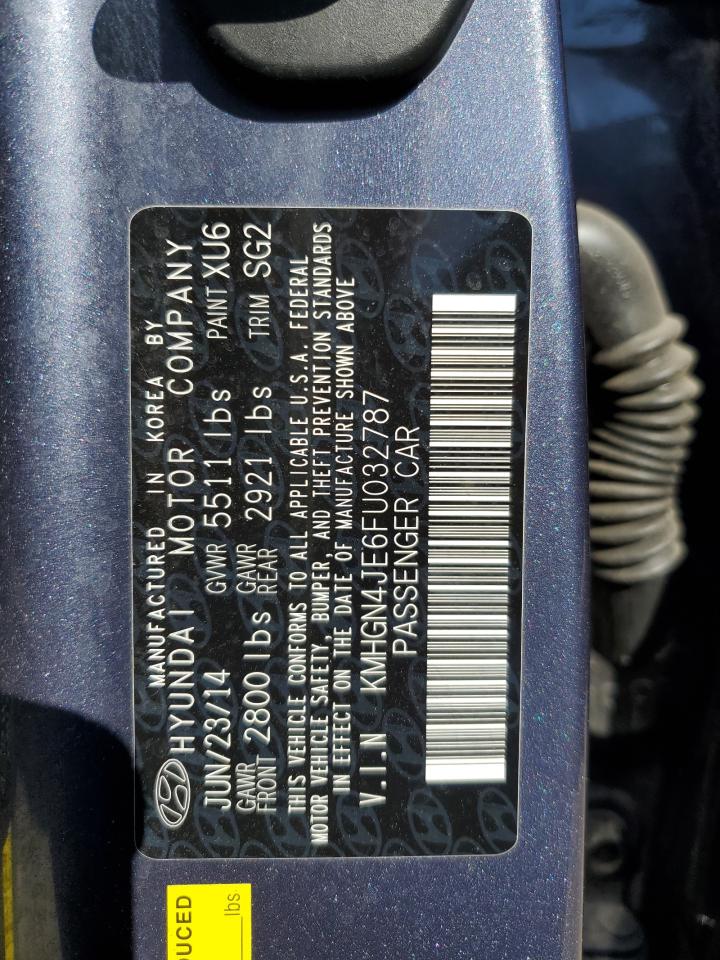 MANUFACTURED IN KOREA BY
HYUNDAI MOTOR COMPANY
JUN/23/14 GVWR 5511 lbs PAINT XU6
GAWR FRONT 2800 lbs GAWR REAR 2921 lbs TRIM SG2
THIS VEHICLE CONFORMS TO ALL APPLICABLE U.S.A. FEDERAL
MOTOR VEHICLE SAFETY, BUMPER, AND THEFT PREVENTION STANDARDS
IN EFFECT ON THE DATE OF MANUFACTURE SHOWN ABOVE
V.I.N KMHGN4JE6FU032787
PASSENGER CAR
DUCED
lbs